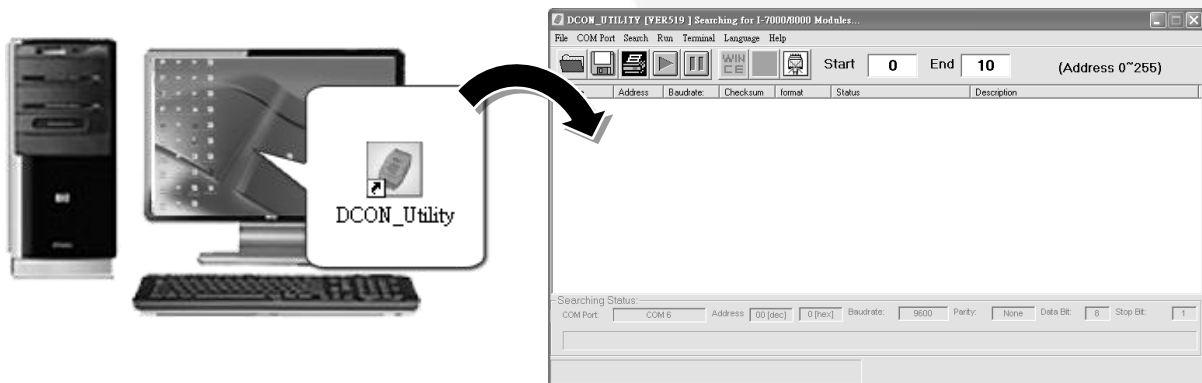 DCON_Utility
DCON_UTILITY [VER519 ] Searching for I-7000/8000 Modules...
File COM Port Search Run Terminal Language Help
WIN CE Start 0 End 10 (Address 0~255)
Address Baudrate: Checksum format Status Description
Searching Status:
COM Port: COM 6 Address 00 [dec] 0 [hex] Baudrate: 9600 Parity: None Data Bit: 8 Stop Bit: 1